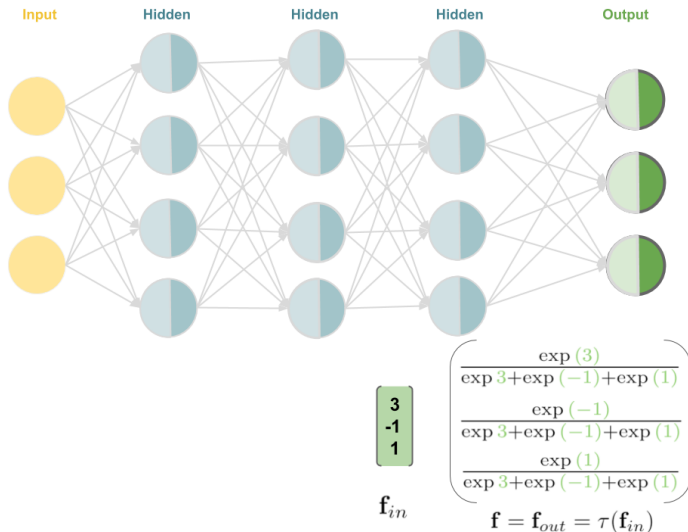 Input Hidden Hidden Hidden Output
exp (3)
exp 3+exp (−1)+exp (1)
exp (−1)
exp 3+exp (−1)+exp (1)
exp (1)
exp 3+exp (−1)+exp (1)
3
-1
1
f_in
f = f_out = τ(f_in)